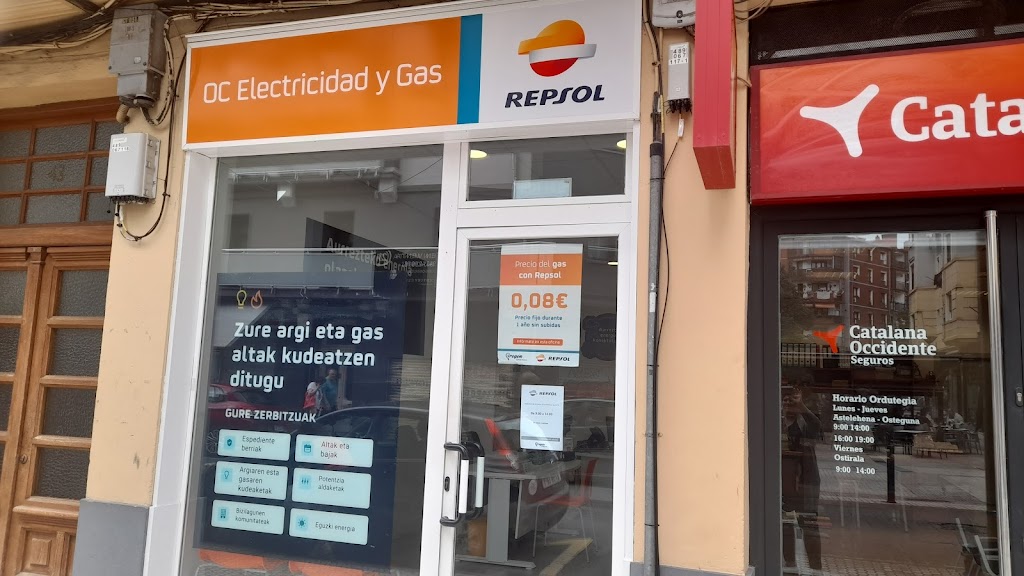 OC Electricidad y Gas
REPSOL
Cata
43
Precio del gas
con Repsol
0,08€
Precio fijo durante
1 año sin subidas
REPSOL
REPSOL
Zure argi eta gas
altak kudeatzen
ditugu
GURE ZERBITZUAK
Espediente
berriak
Altak eta
bajak
Argiaren esta
gasaren
kudeaketak
Potentzia
aldaketak
Bizilagunen
komunitateak
Eguzki energia
Catalana
Occidente
Seguros
Horario Ordutegia
Lunes - Jueves
Astelehena - Osteguna
9:00 14:00
16:00 19:00
Viernes
Ostirala
9:00 14:00